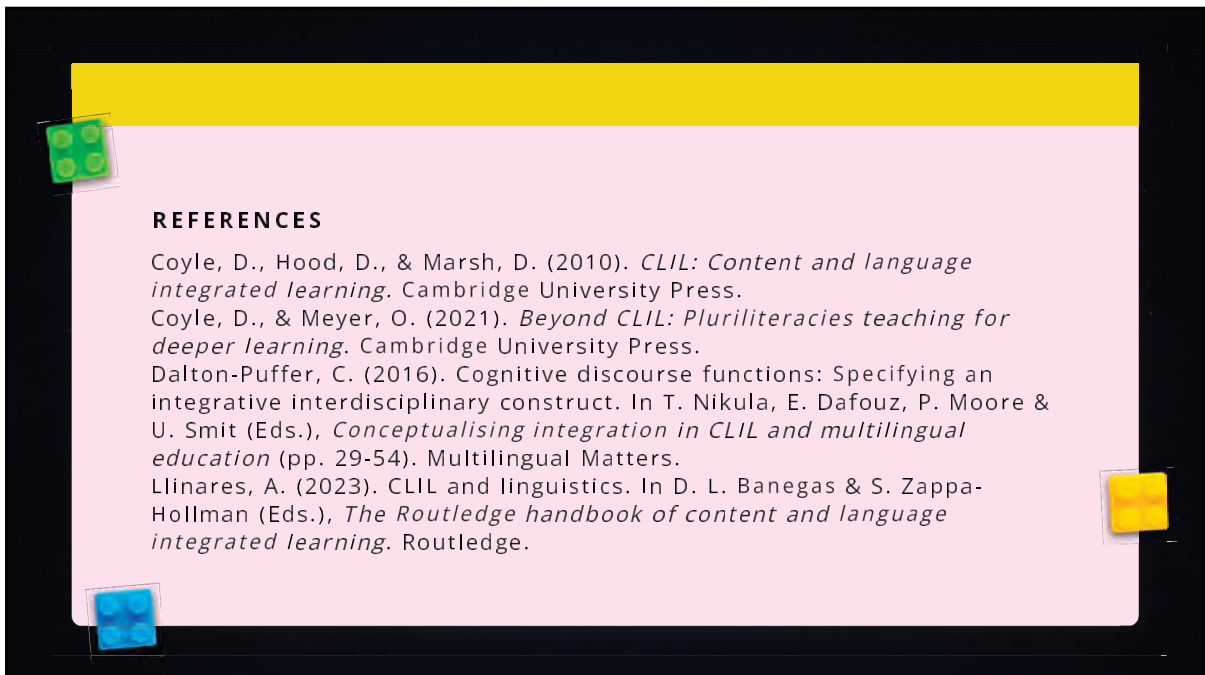 REFERENCES
Coyle, D., Hood, D., & Marsh, D. (2010). CLIL: Content and language
integrated learning. Cambridge University Press.
Coyle, D., & Meyer, O. (2021). Beyond CLIL: Pluriliteracies teaching for
deeper learning. Cambridge University Press.
Dalton-Puffer, C. (2016). Cognitive discourse functions: Specifying an
integrative interdisciplinary construct. In T. Nikula, E. Dafouz, P. Moore &
U. Smit (Eds.), Conceptualising integration in CLIL and multilingual
education (pp. 29-54). Multilingual Matters.
Llinares, A. (2023). CLIL and linguistics. In D. L. Banegas & S. Zappa-
Hollman (Eds.), The Routledge handbook of content and language
integrated learning. Routledge.